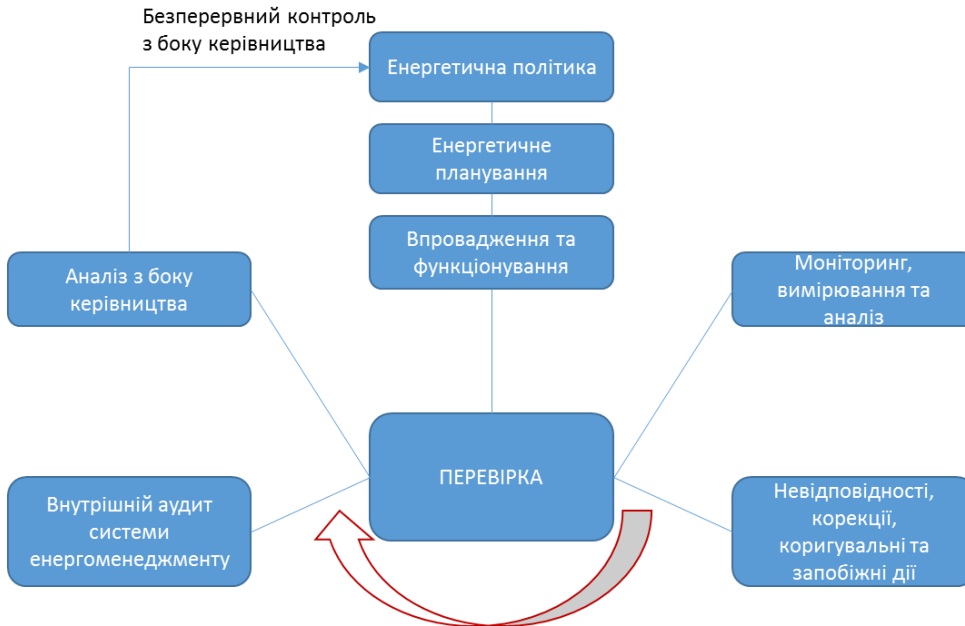 Безперервний контроль
з боку керівництва
Енергетична політика
Енергетичне
планування
Впровадження та
функціонування
Аналіз з боку
керівництва
Моніторинг,
вимірювання та
аналіз
ПЕРЕВІРКА
Внутрішній аудит
системи
енергоменеджменту
Невідповідності,
корекції,
коригувальні та
запобіжні дії